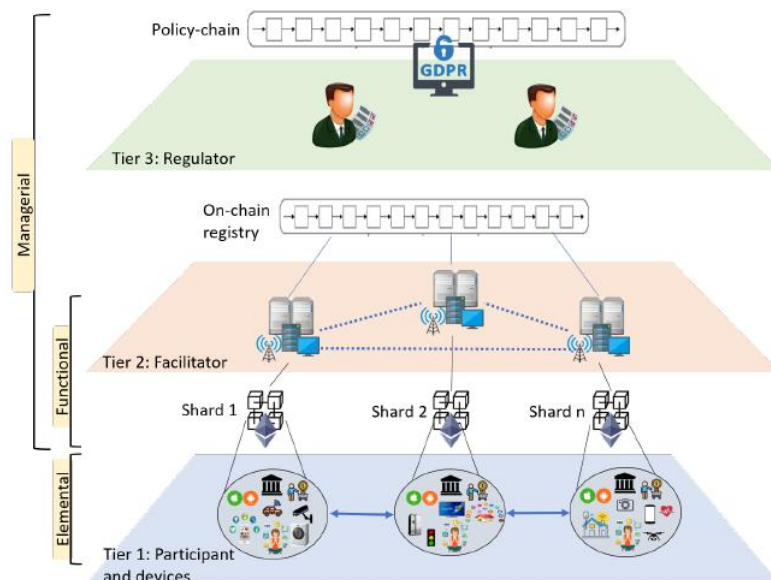 Policy-chain
GDPR
Tier 3: Regulator
Managerial
On-chain
registry
Tier 2: Facilitator
Functional
Shard 1
Shard 2
Shard n
Elemental
Tier 1: Participant
and devices